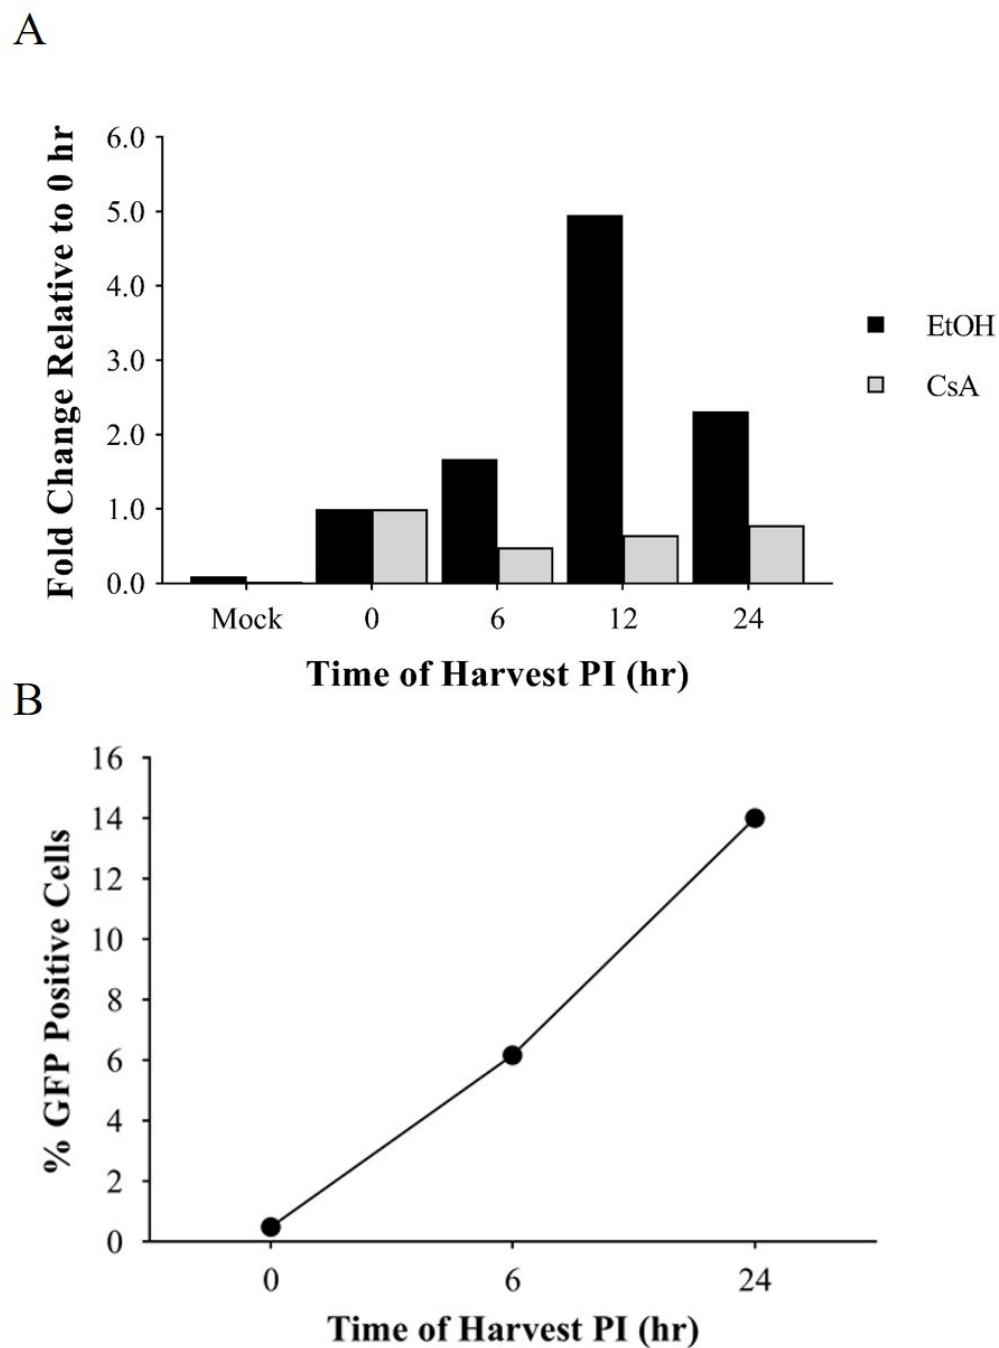 A
Fold Change Relative to 0 hr
6.0
5.0
4.0
3.0
2.0
1.0
0.0
Mock 0 6 12 24
Time of Harvest PI (hr)
EtOH
CsA
B
% GFP Positive Cells
16
14
12
10
8
6
4
2
0
0 6 24
Time of Harvest PI (hr)